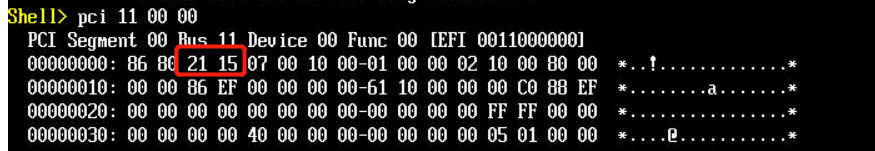 Shell> pci 11 00 00
PCI Segment 00 Bus 11 Device 00 Func 00 [EFI 0011000000]
00000000: 86 80 21 15 07 00 10 00-01 00 00 02 10 00 80 00 *..!.............*
00000010: 00 00 86 EF 00 00 00 00-61 10 00 00 00 C0 88 EF *........a.......*
00000020: 00 00 00 00 00 00 00 00-00 00 00 00 FF FF 00 00 *................*
00000030: 00 00 00 00 40 00 00 00-00 00 00 00 05 01 00 00 *....@...........*